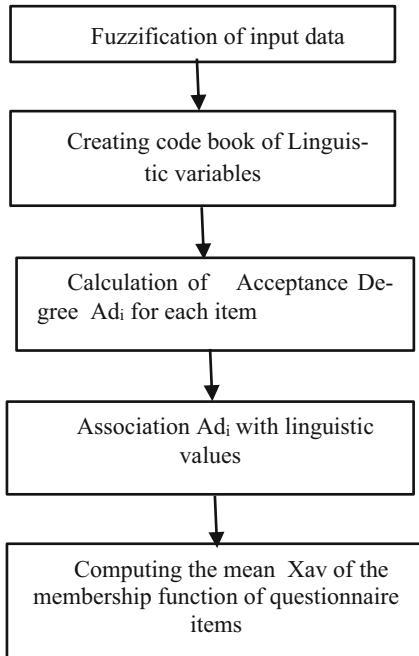 Fuzzification of input data
Creating code book of Linguis-
tic variables
Calculation of Acceptance De-
gree Adi for each item
Association Adi with linguistic
values
Computing the mean Xav of the
membership function of questionnaire
items